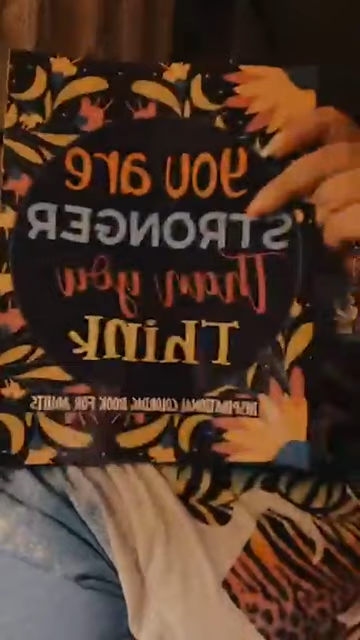 you are
STRONGER
Than you
Think
INSPIRATIONAL COLORING BOOK FOR ADULTS